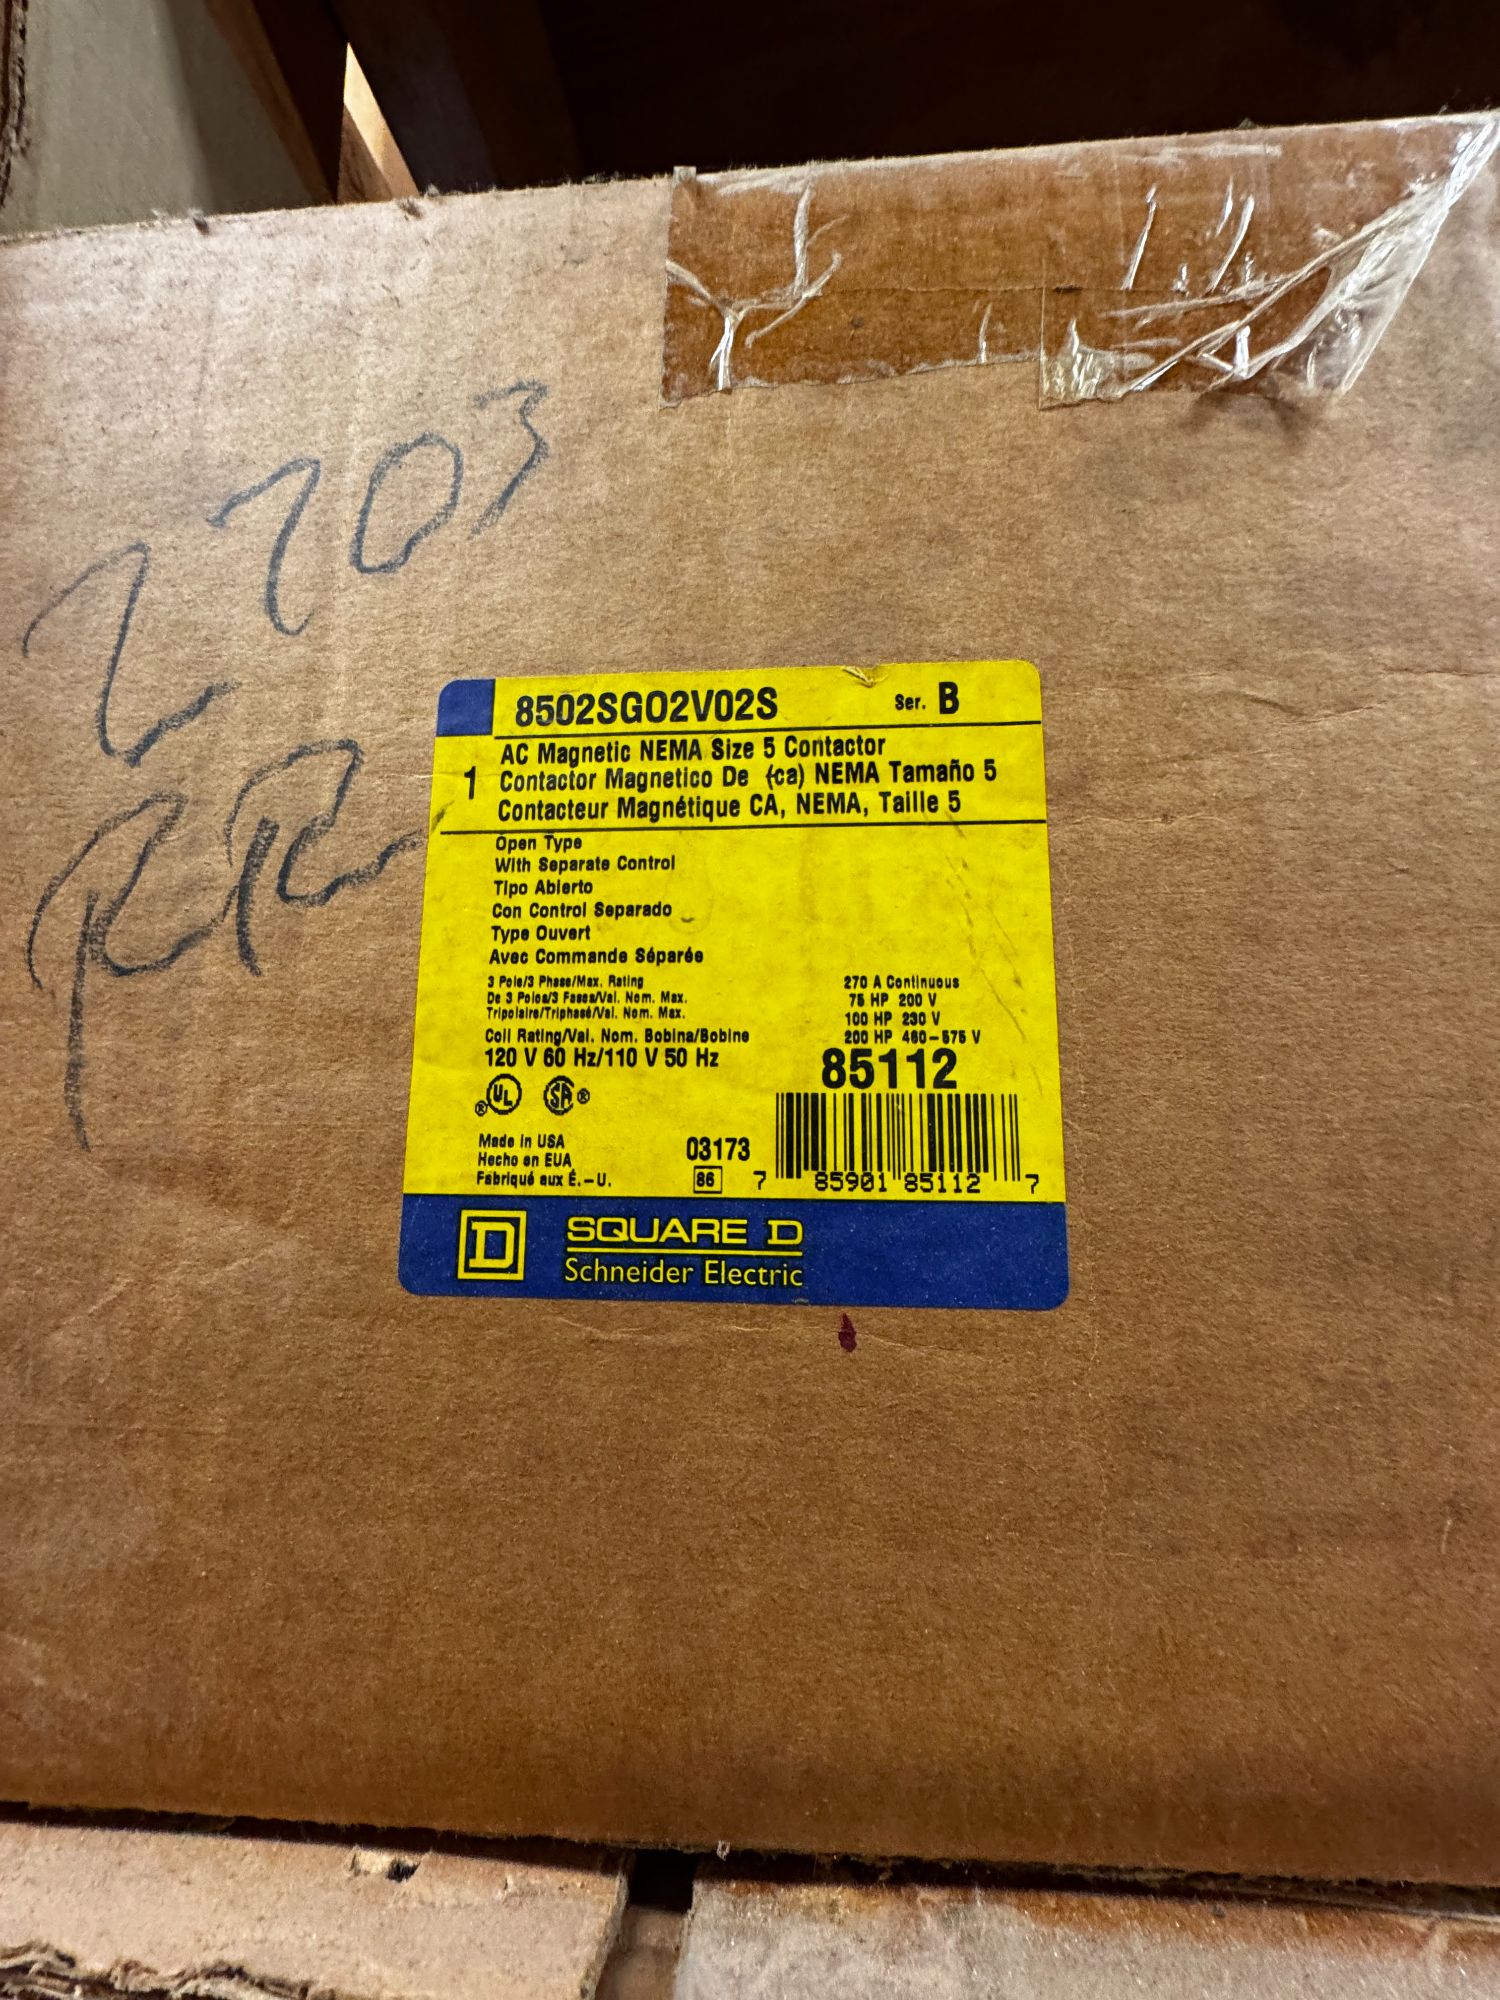 2703
RR
8502SGO2V02S Ser. B
1
AC Magnetic NEMA Size 5 Contactor
Contactor Magnetico De (ca) NEMA Tamaño 5
Contacteur Magnétique CA, NEMA, Taille 5
Open Type
With Separate Control
Tipo Abierto
Con Control Separado
Type Ouvert
Avec Commande Séparée
3 Pole/3 Phase/Max. Rating
De 3 Polos/3 Fases/Val. Nom. Max.
Tripolaire/Triphasé/Val. Nom. Max.
270 A Continuous
75 HP 200 V
100 HP 230 V
200 HP 460-575 V
Coil Rating/Val. Nom. Bobina/Bobine
120 V 60 Hz/110 V 50 Hz
85112
® UL SA ®
Made in USA
Hecho en EUA
Fabriqué aux É.-U.
03173
86
7 85901 85112 7
D SQUARE D
Schneider Electric